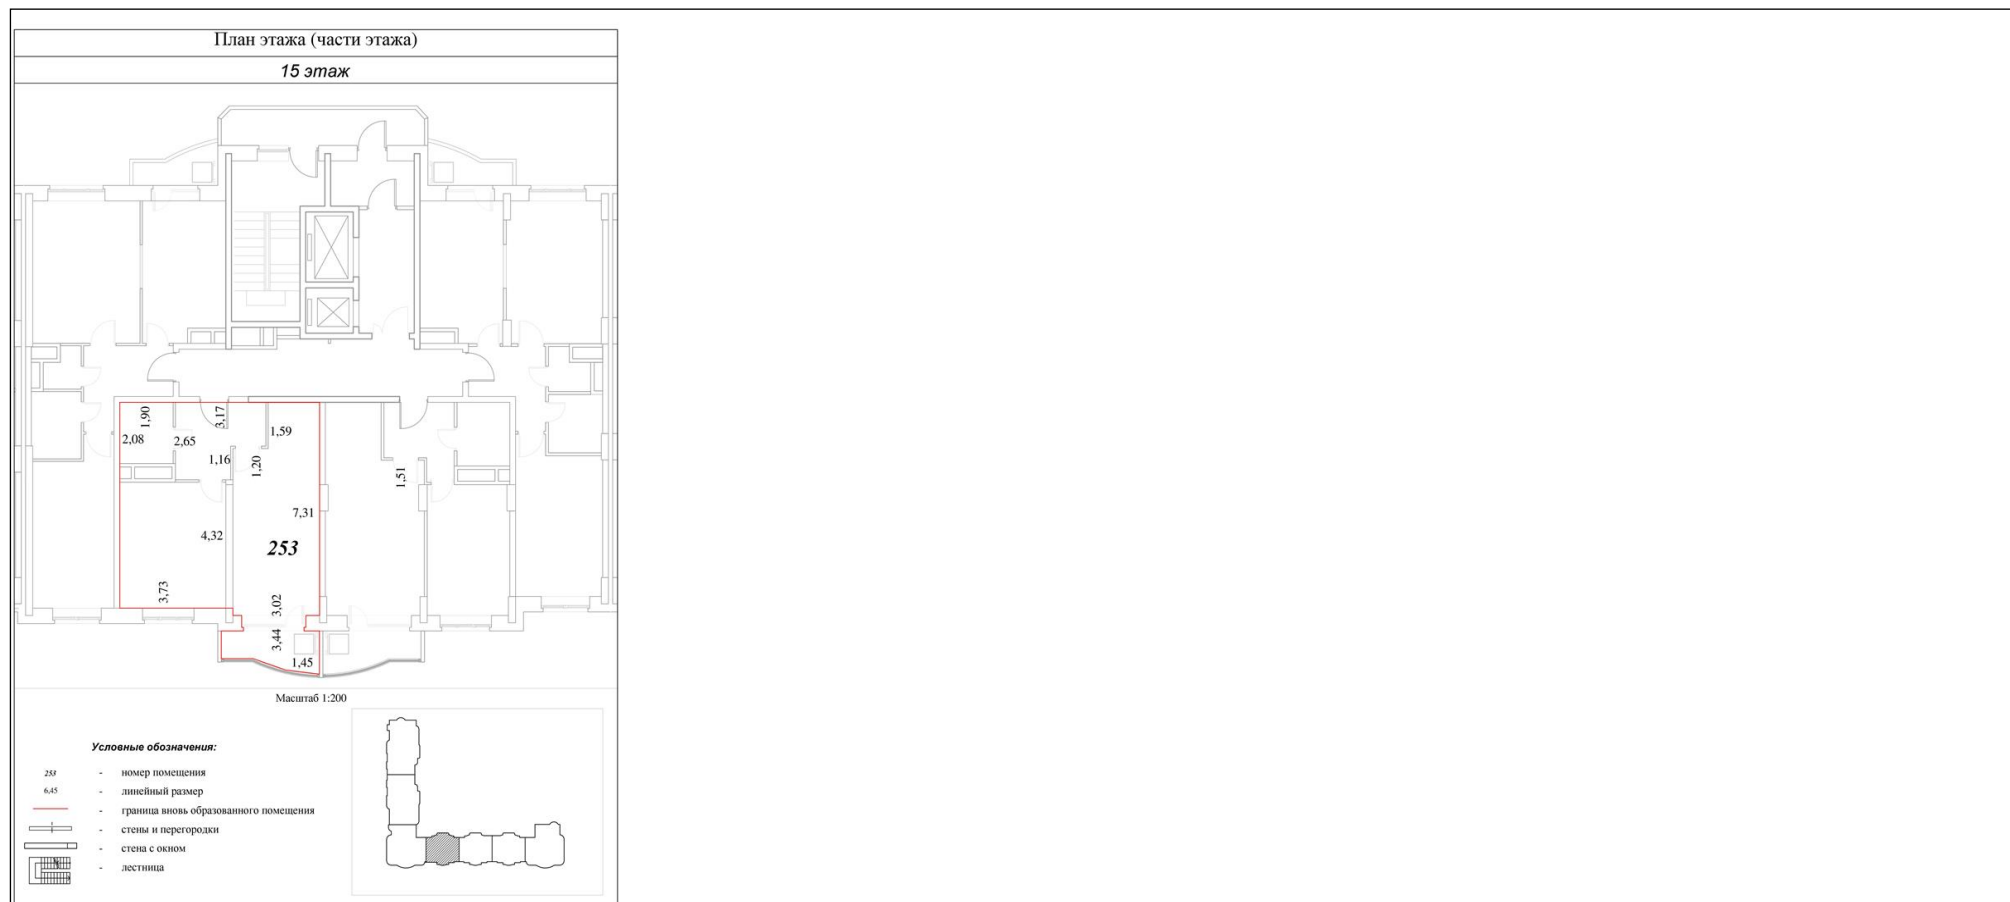 План этажа (части этажа)
15 этаж
1,90
3,17
2,08
2,65
1,59
1,16
1,20
1,51
7,31
4,32
253
3,73
3,02
3,44
1,45
Масштаб 1:200
Условные обозначения:
253 - номер помещения
6,45 - линейный размер
- граница вновь образованного помещения
- стены и перегородки
- стена с окном
- лестница